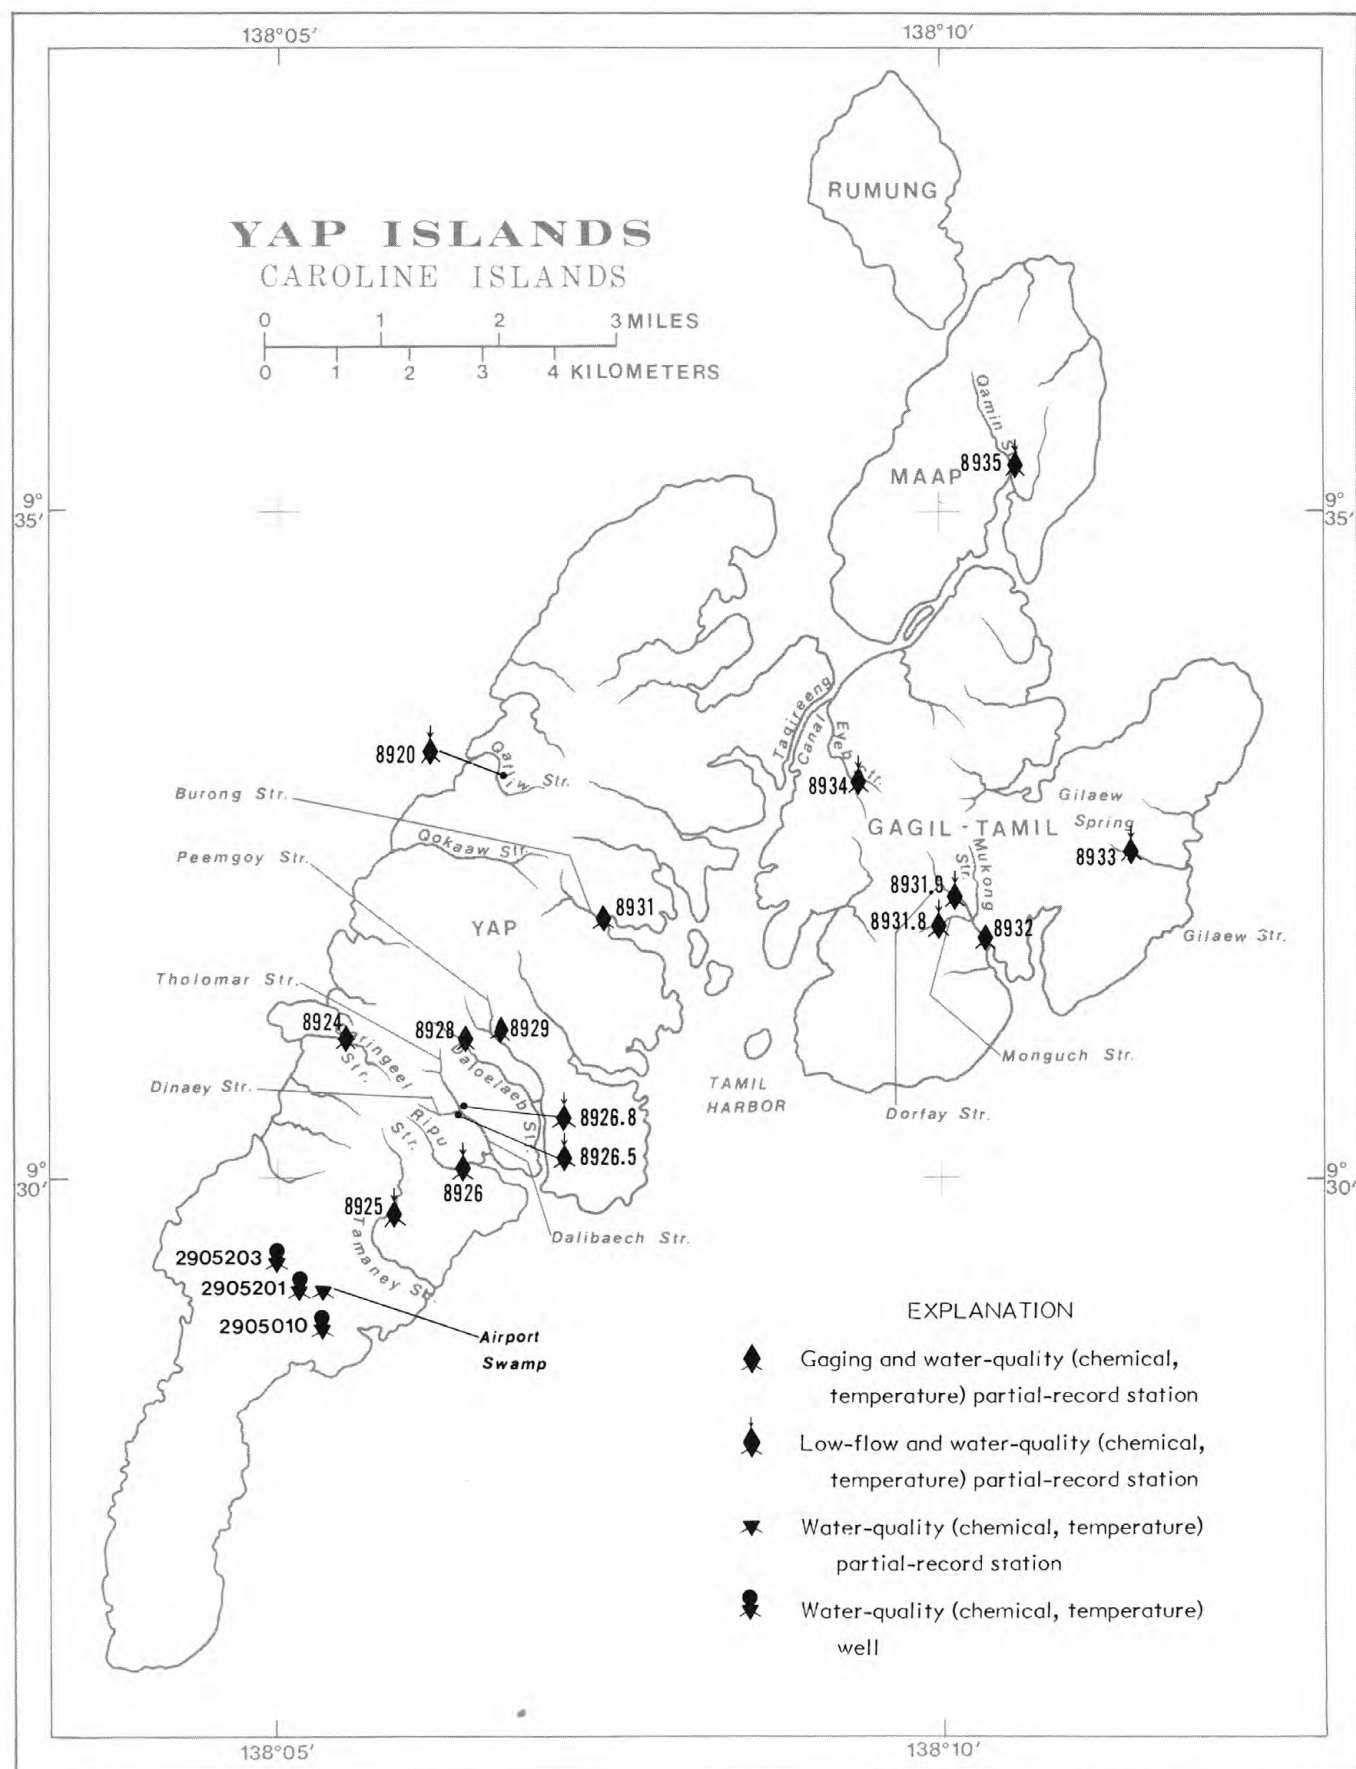 138°05′ 138°10′
RUMUNG
YAP ISLANDS
CAROLINE ISLANDS
0 1 2 3 MILES
0 1 2 3 4 KILOMETERS
Qamin
8935
MAAP
9° 35′
9° 35′
Tagireeng Canal
Eyeb Str.
8920
Qatliw Str.
8934
Burong Str.
Gilaew Spring
GAGIL-TAMIL
Qokaaw Str.
Peemgoy Str.
8933
Mukong Str.
8931.9
8931
8931.8
8932
YAP
Gilaew Str.
Tholomar Str.
8924
8928
8929
Str.
Daloelaeb Str.
Monguch Str.
Dinaey Str.
TAMIL HARBOR
Dorfay Str.
8926.8
Ripu Str.
8926.5
9° 30′
9° 30′
8926
8925
Dalibaech Str.
Tamaney Str.
2905203
2905201
2905010
Airport
Swamp
EXPLANATION
Gaging and water-quality (chemical,
temperature) partial-record station
Low-flow and water-quality (chemical,
temperature) partial-record station
Water-quality (chemical, temperature)
partial-record station
Water-quality (chemical, temperature)
well
138°05′ 138°10′